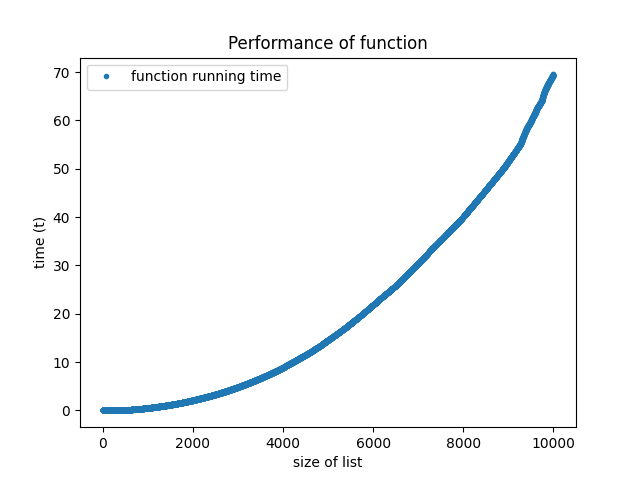 Performance of function
function running time
70
60
50
40
30
20
10
0
time (t)
0 2000 4000 6000 8000 10000
size of list